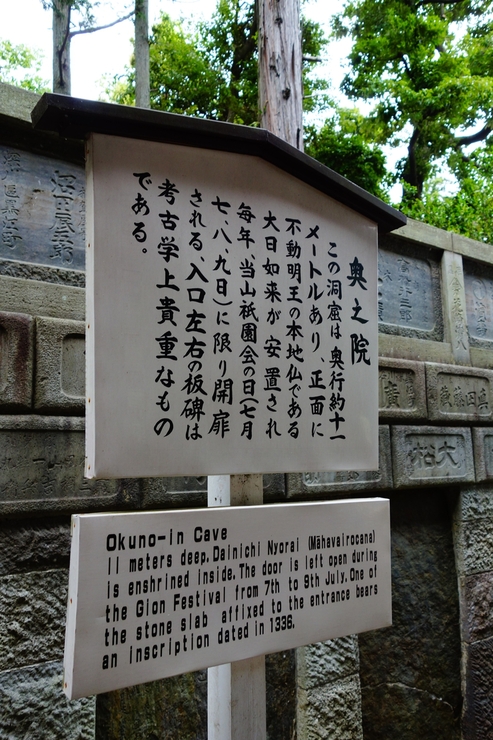 奥之院
この洞窟は、奥行約十一
メートルあり、正面に
不動明王の本地仏である
大日如来が安置され
毎年、当山祇園会の日(七月
七、八、九日)に限り開扉
される、入口左右の板碑は
考古学上貴重なもの
である。
Okuno-in Cave
11 meters deep. Dainichi Nyorai (Mahavairocana)
is enshrined inside. The door is left open during
the Gion Festival from 7th to 9th July. One of
the stone slab affixed to the entrance bears
an inscription dated in 1336.
大松